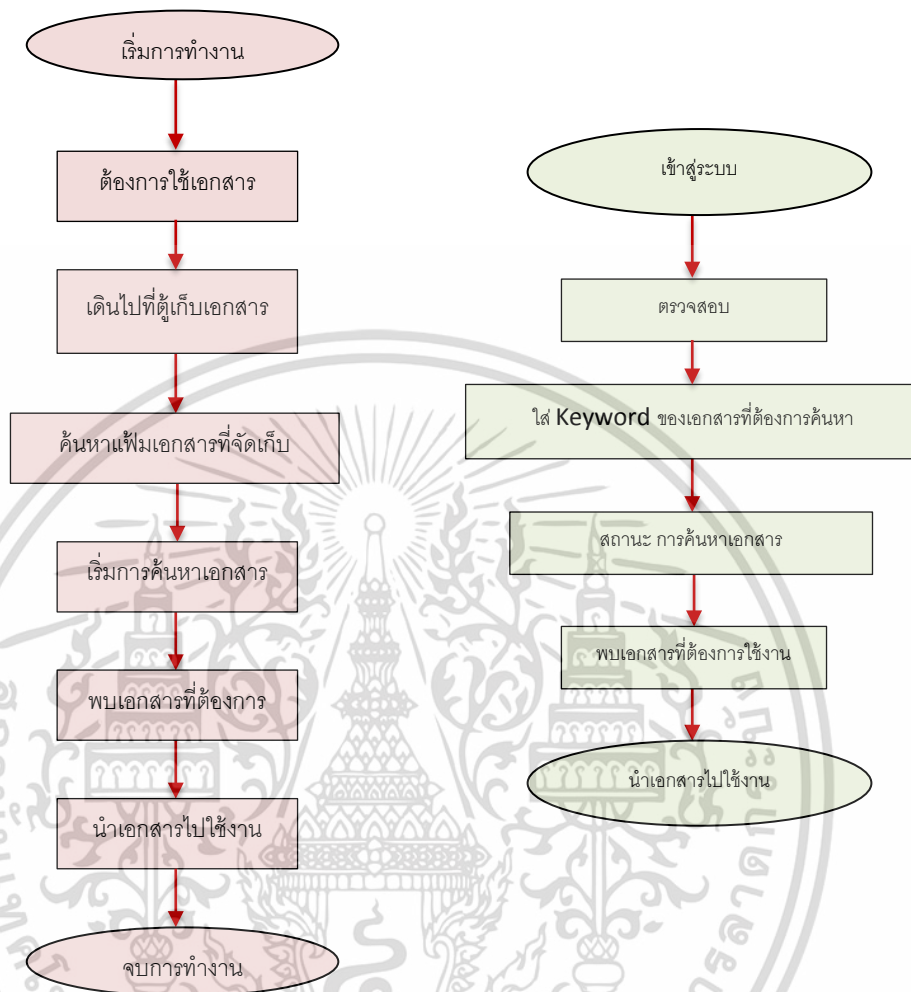 เริ่มการทำงาน
ต้องการใช้เอกสาร
เดินไปที่ตู้เก็บเอกสาร
ค้นหาแฟ้มเอกสารที่จัดเก็บ
เริ่มการค้นหาเอกสาร
พบเอกสารที่ต้องการ
นำเอกสารไปใช้งาน
จบการทำงาน
เข้าสู่ระบบ
ตรวจสอบ
ใส่ Keyword ของเอกสารที่ต้องการค้นหา
สถานะ การค้นหาเอกสาร
พบเอกสารที่ต้องการใช้งาน
นำเอกสารไปใช้งาน